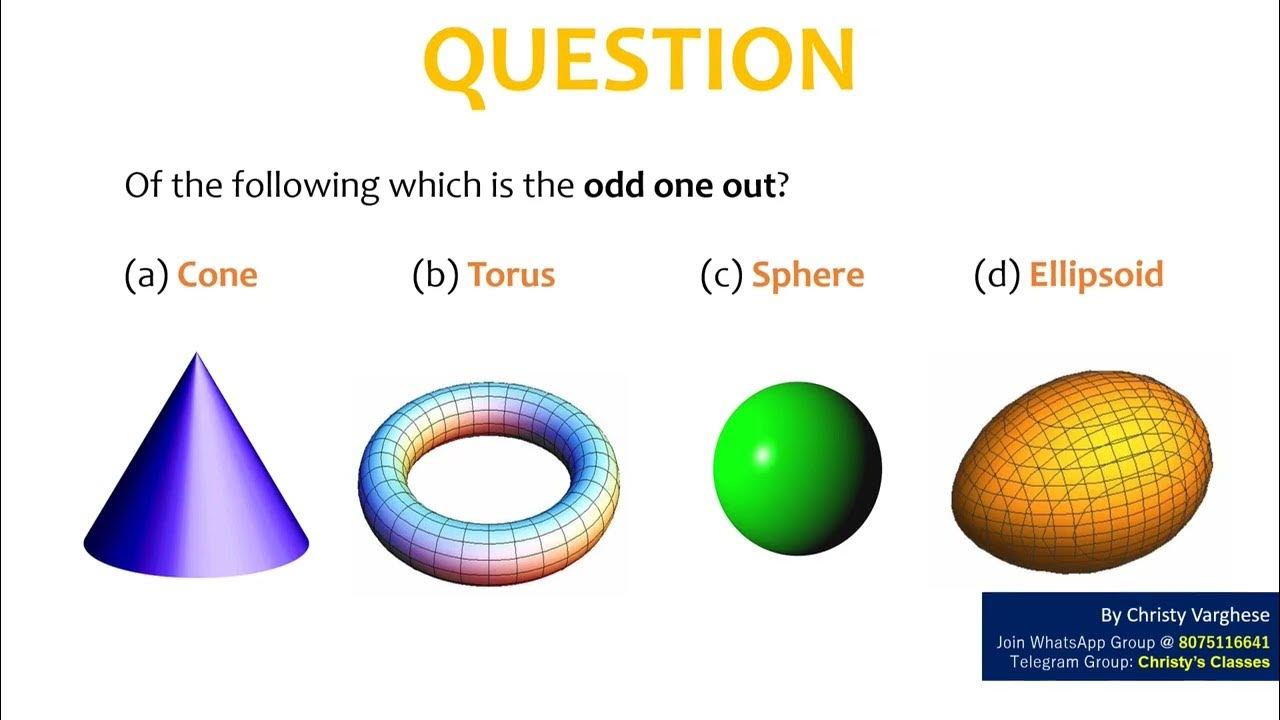 QUESTION
Of the following which is the odd one out?
(a) Cone (b) Torus (c) Sphere (d) Ellipsoid
By Christy Varghese
Join WhatsApp Group @ 8075116641
Telegram Group: Christy's Classes